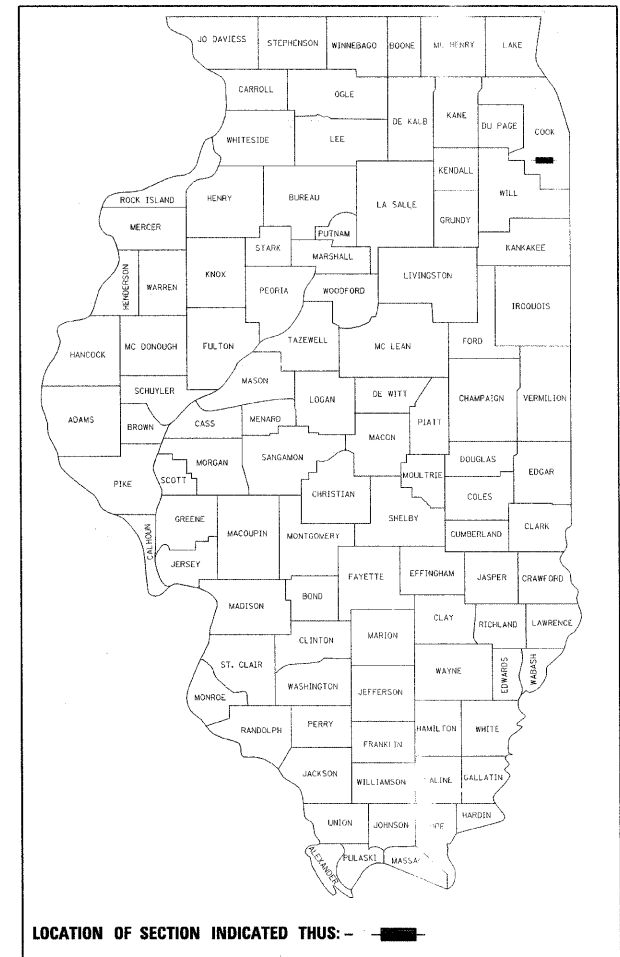 JO DAVIESS STEPHENSON WINNEBAGO BOONE MC HENRY LAKE
CARROLL OGLE DE KALB KANE DU PAGE COOK
WHITESIDE LEE
KENDALL WILL
ROCK ISLAND HENRY BUREAU LA SALLE
GRUNDY
MERCER PUTNAM
STARK MARSHALL KANKAKEE
HENDERSON WARREN KNOX PEORIA WOODFORD LIVINGSTON
IROQUOIS
HANCOCK MC DONOUGH FULTON TAZEWELL MC LEAN FORD
MASON
SCHUYLER LOGAN DE WITT CHAMPAIGN VERMILION
ADAMS BROWN CASS MENARD PIATT
MACON
MORGAN SANGAMON DOUGLAS
PIKE SCOTT CHRISTIAN MOULTRIE EDGAR
COLES
GREENE MACOUPIN SHELBY
CALHOUN MONTGOMERY CUMBERLAND CLARK
JERSEY
FAYETTE EFFINGHAM JASPER CRAWFORD
MADISON BOND
CLAY RICHLAND LAWRENCE
CLINTON MARION
ST. CLAIR WAYNE EDWARDS WABASH
WASHINGTON JEFFERSON
MONROE
RANDOLPH PERRY HAMILTON WHITE
FRANKLIN
JACKSON WILLIAMSON ALINE GALLATIN
HARDIN
UNION JOHNSON
ALEXANDER PULASKI MASSA
LOCATION OF SECTION INDICATED THUS: -